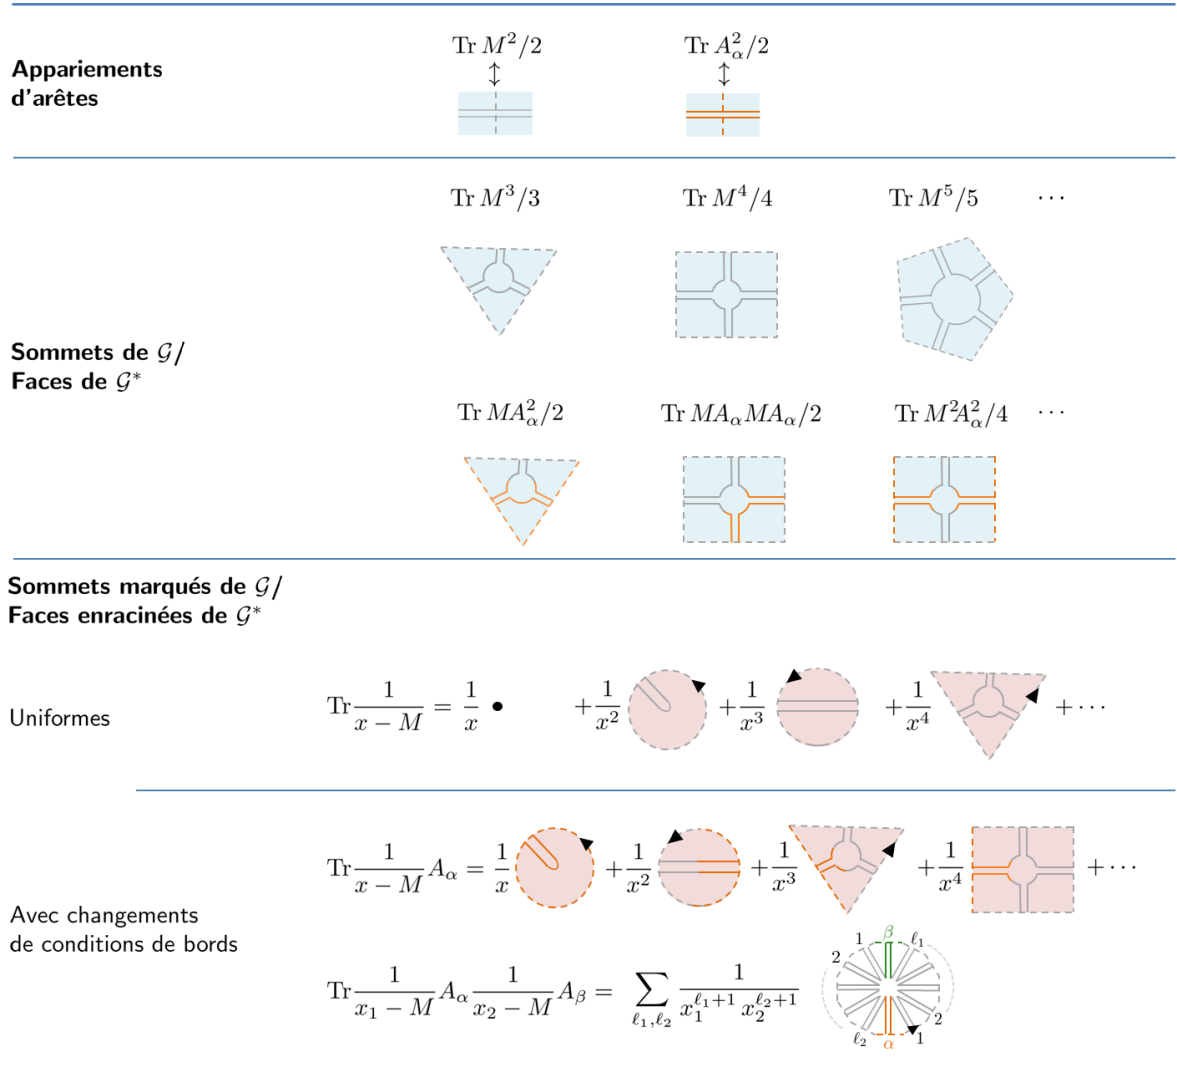 Tr M²/2 Tr A_α²/2
Appariements
d'arêtes
Tr M³/3 Tr M⁴/4 Tr M⁵/5 ⋯
Sommets de 𝒢/
Faces de 𝒢*
Tr MA_α²/2 Tr MA_αMA_α/2 Tr M²A_α²/4 ⋯
Sommets marqués de 𝒢/
Faces enracinées de 𝒢*
Uniformes
Tr 1/(x − M) = 1/x • + 1/x² + 1/x³ + 1/x⁴ + ⋯
Tr 1/(x − M) A_α = 1/x + 1/x² + 1/x³ + 1/x⁴ + ⋯
Avec changements
de conditions de bords
Tr 1/(x₁ − M) A_α 1/(x₂ − M) A_β = ∑_{ℓ₁,ℓ₂} 1/(x₁^{ℓ₁+1} x₂^{ℓ₂+1})
1 β ℓ₁
2
2
ℓ₂ α 1